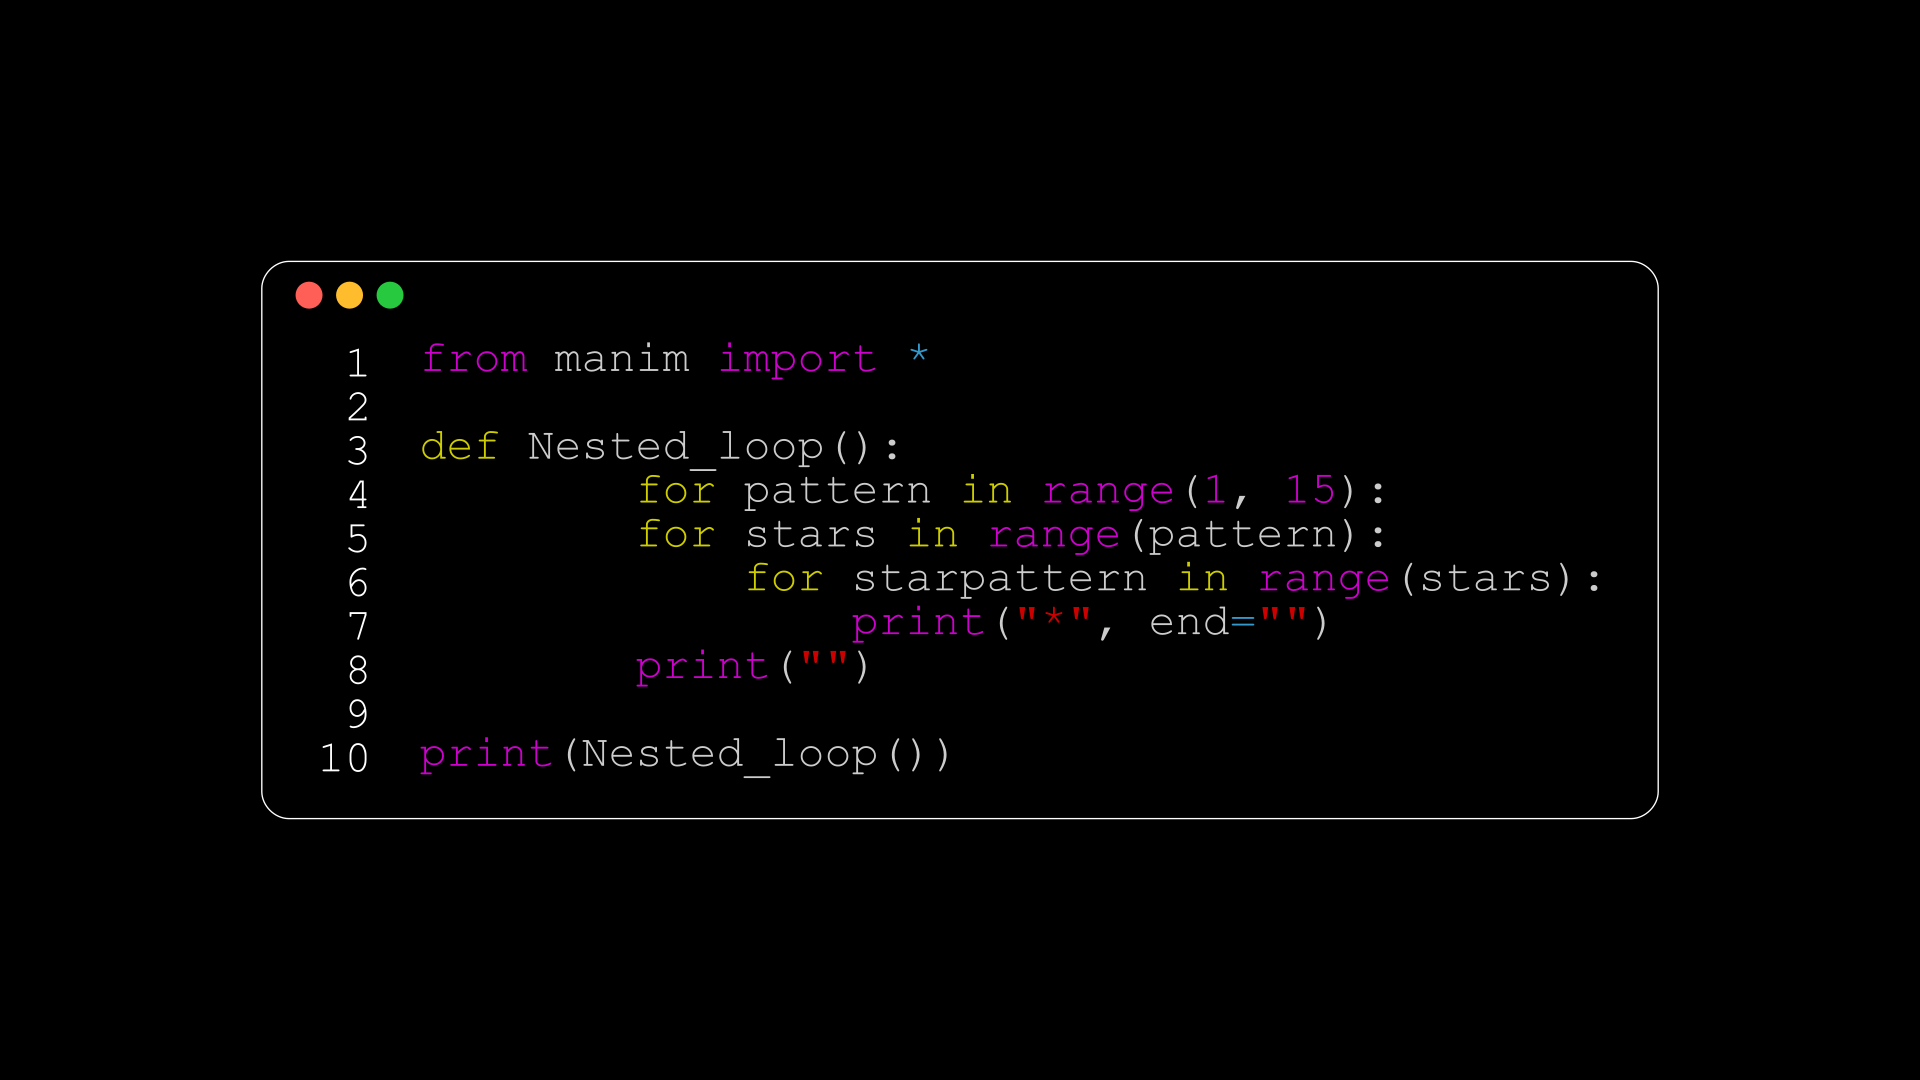 1 from manim import *
2
3 def Nested_loop():
4         for pattern in range(1, 15):
5         for stars in range(pattern):
6             for starpattern in range(stars):
7                 print("*", end="")
8         print("")
9
10 print(Nested_loop())